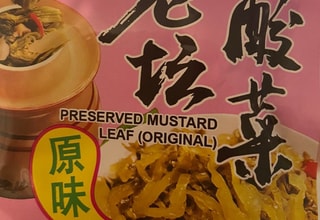 老坛
酸菜
PRESERVED MUSTARD
LEAF (ORIGINAL)
原味